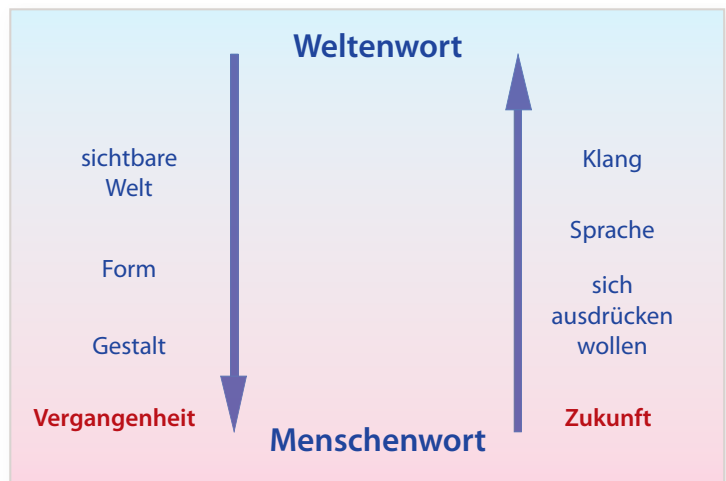 Weltenwort
sichtbare
Welt
Form
Gestalt
Vergangenheit
Klang
Sprache
sich
ausdrücken
wollen
Zukunft
Menschenwort